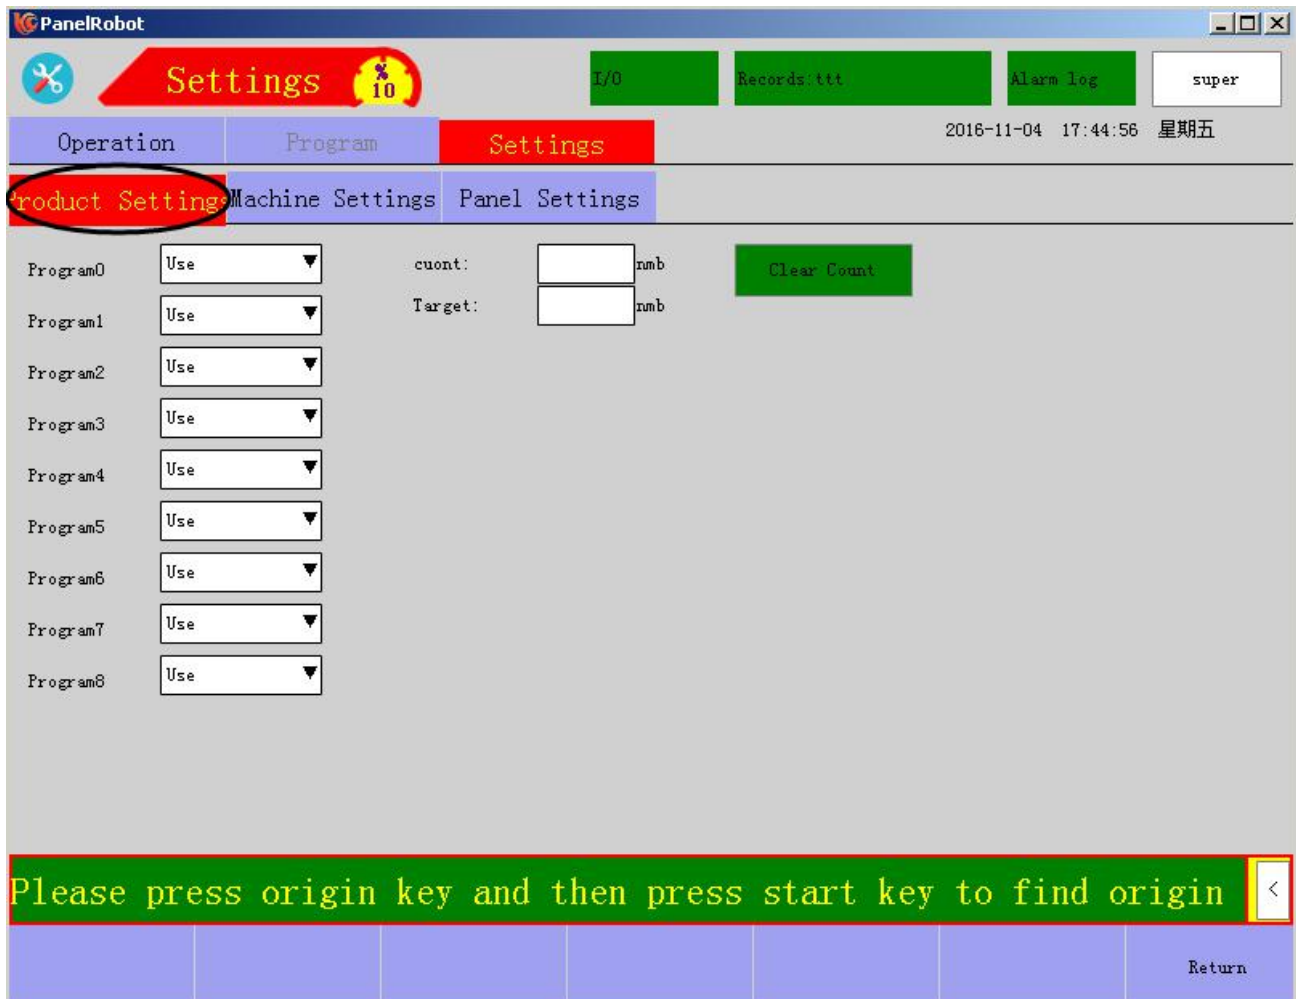 PanelRobot
Settings % 10 I/O Records:ttt Alarm log super
Operation Program Settings 2016-11-04 17:44:56 星期五
Product Settings Machine Settings Panel Settings
Program0 Use cuont: nmb Clear Count
Program1 Use Target: nmb
Program2 Use
Program3 Use
Program4 Use
Program5 Use
Program6 Use
Program7 Use
Program8 Use
Please press origin key and then press start key to find origin <
Return